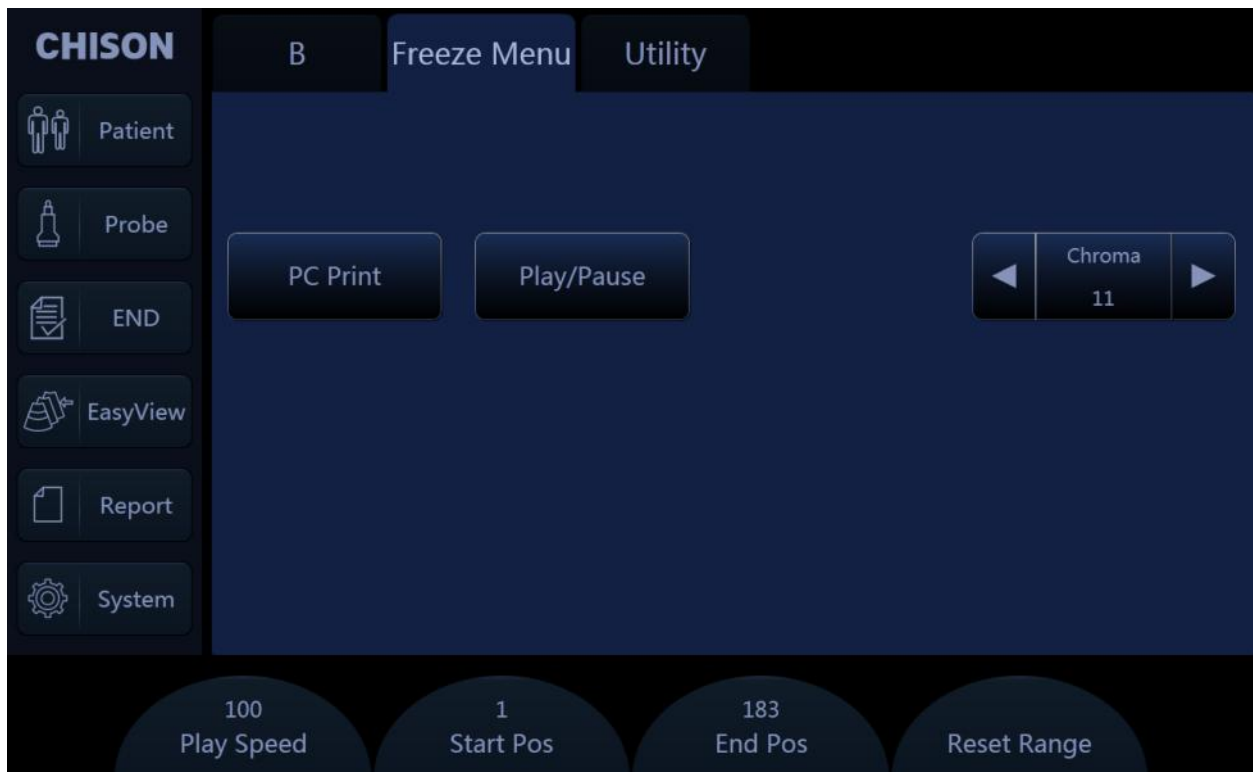 CHISON
B
Freeze Menu
Utility
Patient
Probe
END
EasyView
Report
System
PC Print
Play/Pause
Chroma
11
100
Play Speed
1
Start Pos
183
End Pos
Reset Range